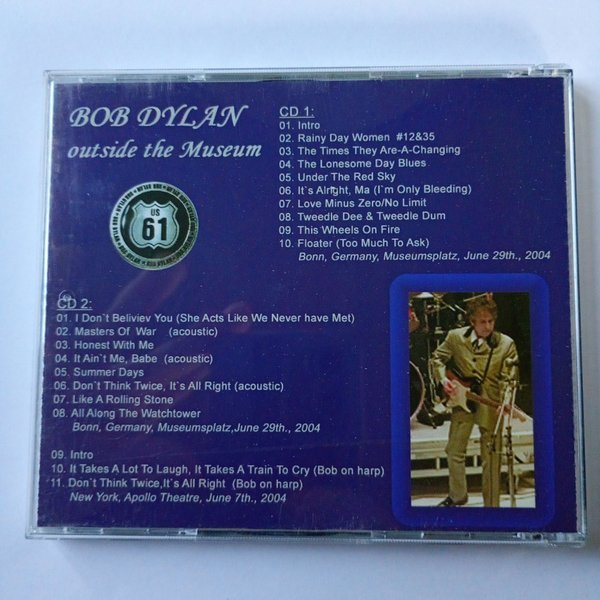 BOB DYLAN
outside the Museum
US
61
CD 1:
01. Intro
02. Rainy Day Women #12&35
03. The Times They Are-A-Changing
04. The Lonesome Day Blues
05. Under The Red Sky
06. It`s Alright, Ma (I`m Only Bleeding)
07. Love Minus Zero/No Limit
08. Tweedle Dee & Tweedle Dum
09. This Wheels On Fire
10. Floater (Too Much To Ask)
Bonn, Germany, Museumsplatz, June 29th., 2004
CD 2:
01. I Don`t Beliviev You (She Acts Like We Never have Met)
02. Masters Of War (acoustic)
03. Honest With Me
04. It Ain`t Me, Babe (acoustic)
05. Summer Days
06. Don`t Think Twice, It`s All Right (acoustic)
07. Like A Rolling Stone
08. All Along The Watchtower
Bonn, Germany, Museumsplatz,June 29th., 2004
09. Intro
10. It Takes A Lot To Laugh, It Takes A Train To Cry (Bob on harp)
11. Don`t Think Twice,It`s All Right (Bob on harp)
New York, Apollo Theatre, June 7th., 2004